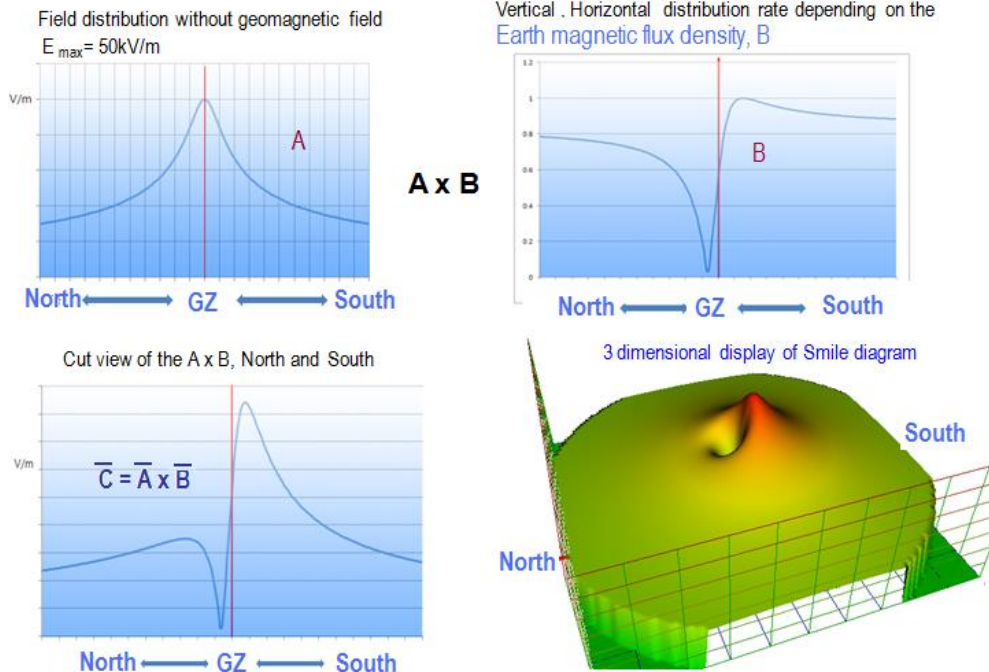 Field distribution without geomagnetic field
E max = 50kV/m
V/m
A
North GZ South
A x B
Vertical , Horizontal distribution rate depending on the
Earth magnetic flux density, B
1.2
1
0.8
0.6
0.4
0.2
0
B
North GZ South
Cut view of the A x B, North and South
V/m
C = A x B
North GZ South
3 dimensional display of Smile diagram
South
North